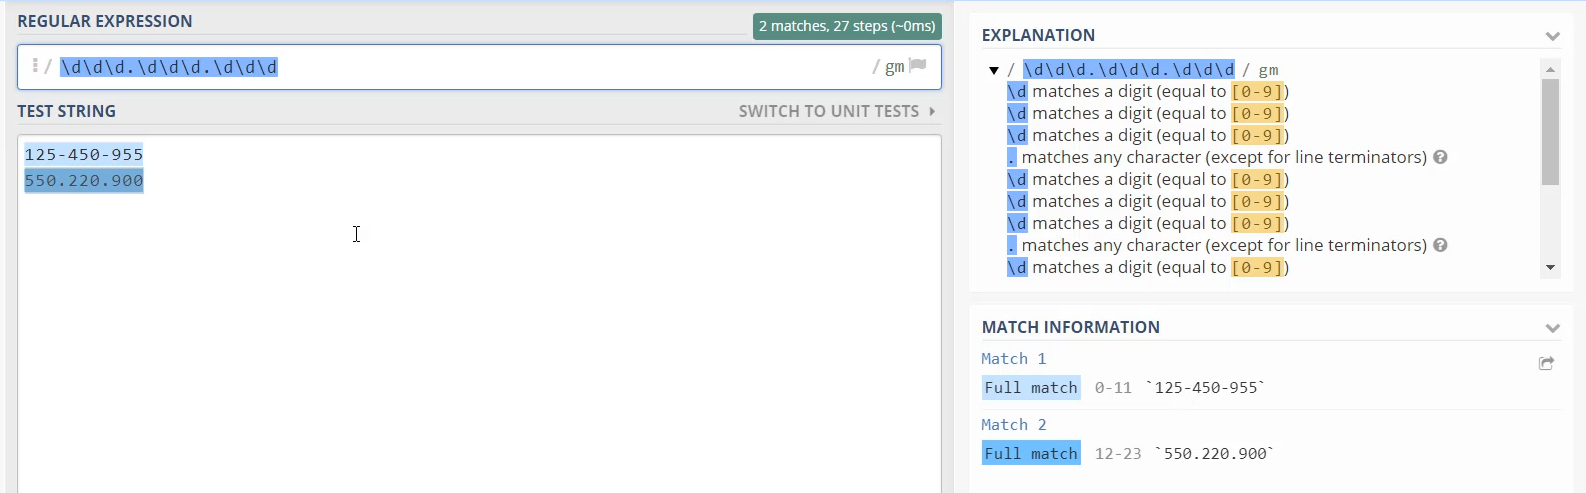 REGULAR EXPRESSION
2 matches, 27 steps (~0ms)
/ \d\d\d.\d\d\d.\d\d\d / gm
TEST STRING
SWITCH TO UNIT TESTS
125-450-955
550.220.900
EXPLANATION
/ \d\d\d.\d\d\d.\d\d\d / gm
\d matches a digit (equal to [0-9])
\d matches a digit (equal to [0-9])
\d matches a digit (equal to [0-9])
. matches any character (except for line terminators)
\d matches a digit (equal to [0-9])
\d matches a digit (equal to [0-9])
\d matches a digit (equal to [0-9])
. matches any character (except for line terminators)
\d matches a digit (equal to [0-9])
MATCH INFORMATION
Match 1
Full match 0-11 `125-450-955`
Match 2
Full match 12-23 `550.220.900`